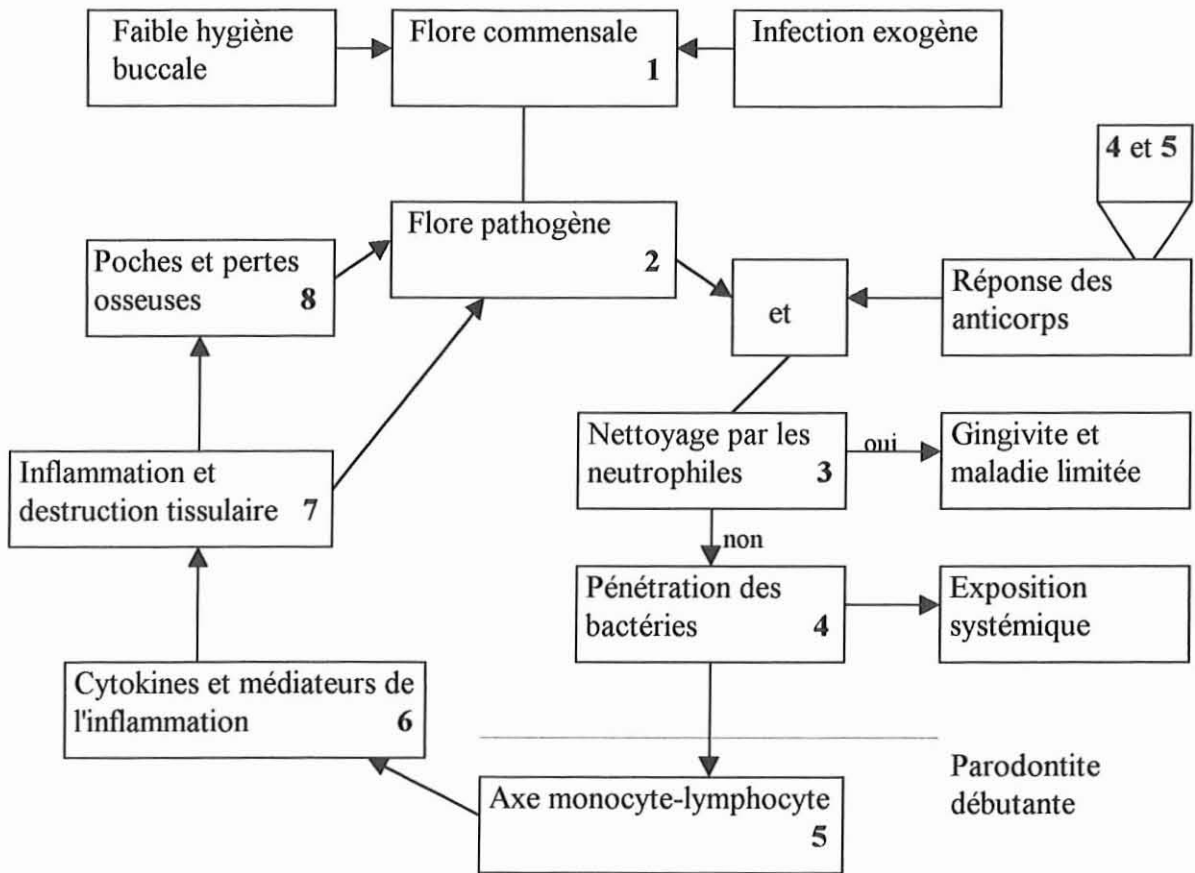 Faible hygiène
buccale
Flore commensale
1
Infection exogène
4 et 5
Flore pathogène
2
Poches et pertes
osseuses 8
et
Réponse des
anticorps
Nettoyage par les
neutrophiles 3
oui
Gingivite et
maladie limitée
Inflammation et
destruction tissulaire 7
non
Pénétration des
bactéries 4
Exposition
systémique
Cytokines et médiateurs de
l'inflammation 6
Parodontite
débutante
Axe monocyte-lymphocyte
5